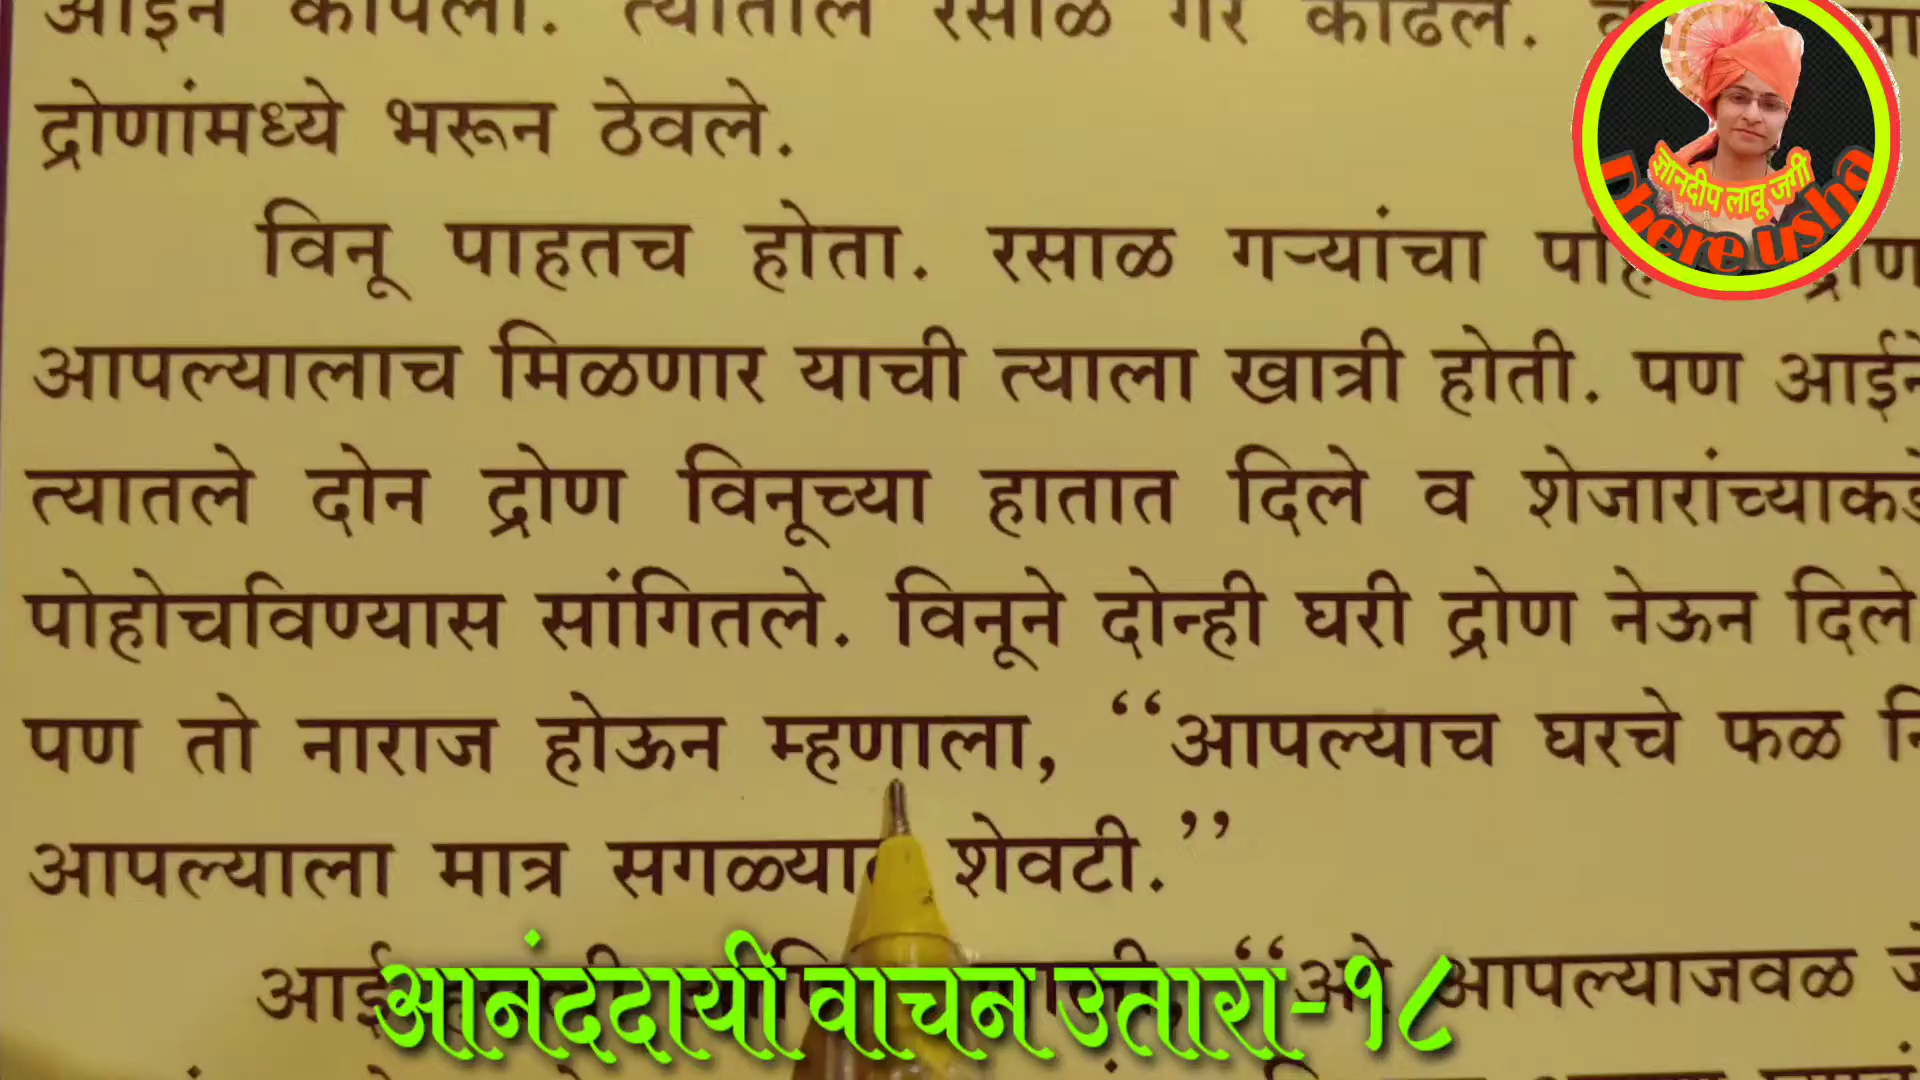 आईने कापला. त्यातील रसाळ गरे काढले.
द्रोणांमध्ये भरून ठेवले.
विनू पाहतच होता. रसाळ गऱ्यांचा
आपल्यालाच मिळणार याची त्याला खात्री होती. पण आईने
त्यातले दोन द्रोण विनूच्या हातात दिले व शेजारांच्याकडे
पोहोचविण्यास सांगितले. विनूने दोन्ही घरी द्रोण नेऊन दिले
पण तो नाराज होऊन म्हणाला, “आपल्याच घरचे फळ
आपल्याला मात्र सगळ्यात शेवटी.”
आई “अरे आपल्याजवळ
आनंददायी वाचन उतारा-१८
ज्ञानदीप लावू जगी
Dhere usha